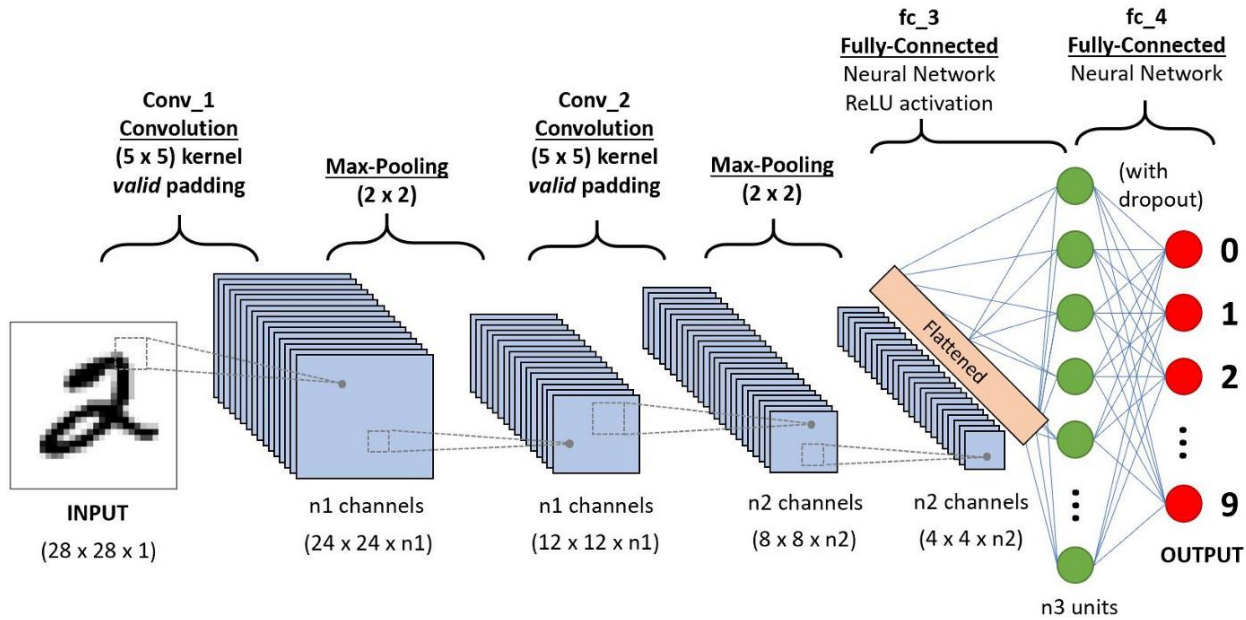 fc_3
Fully-Connected
Neural Network
ReLU activation
fc_4
Fully-Connected
Neural Network
Conv_1
Convolution
(5 x 5) kernel
valid padding
Max-Pooling
(2 x 2)
Conv_2
Convolution
(5 x 5) kernel
valid padding
Max-Pooling
(2 x 2)
(with
dropout)
Flattened
0
1
2
9
INPUT
(28 x 28 x 1)
n1 channels
(24 x 24 x n1)
n1 channels
(12 x 12 x n1)
n2 channels
(8 x 8 x n2)
n2 channels
(4 x 4 x n2)
OUTPUT
n3 units